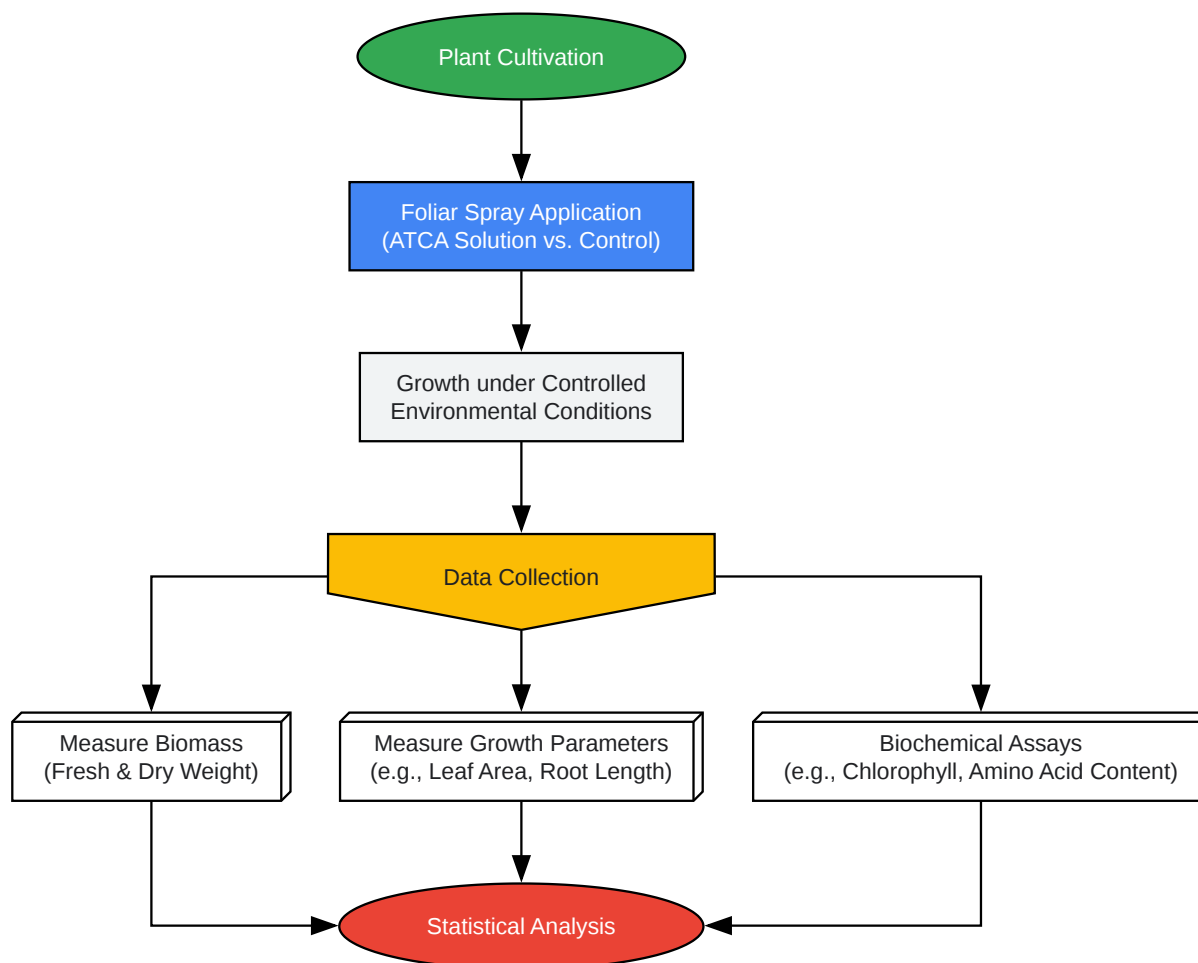 Plant Cultivation
Foliar Spray Application
(ATCA Solution vs. Control)
Growth under Controlled
Environmental Conditions
Data Collection
Measure Biomass
(Fresh & Dry Weight)
Measure Growth Parameters
(e.g., Leaf Area, Root Length)
Biochemical Assays
(e.g., Chlorophyll, Amino Acid Content)
Statistical Analysis